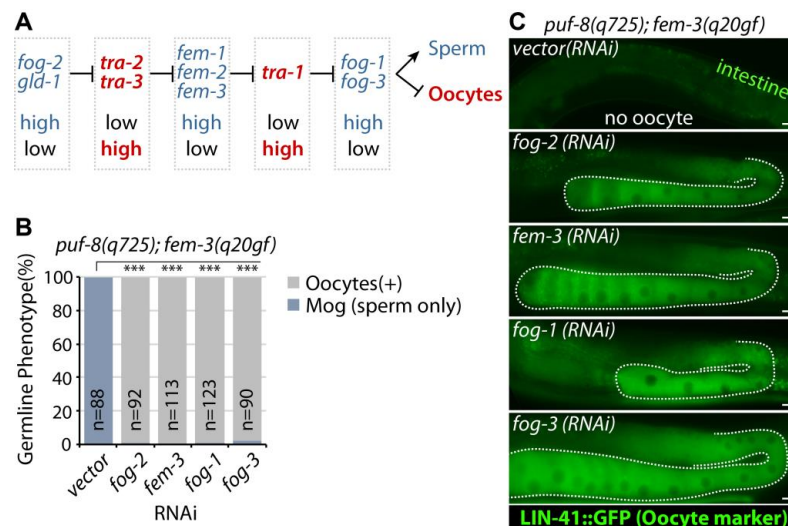 A
fog-2
gld-1
tra-2
tra-3
fem-1
fem-2
fem-3
tra-1
fog-1
fog-3
Sperm
Oocytes
high low high low high
low high low high low
B
puf-8(q725); fem-3(q20gf)
*** *** *** ***
Oocytes(+)
Mog (sperm only)
Germline Phenotype(%)
100
80
60
40
20
0
n=88
n=92
n=113
n=123
n=90
vector
fog-2
fem-3
fog-1
fog-3
RNAi
C
puf-8(q725); fem-3(q20gf)
vector(RNAi)
intestine
no oocyte
fog-2 (RNAi)
fem-3 (RNAi)
fog-1 (RNAi)
fog-3 (RNAi)
LIN-41::GFP (Oocyte marker)